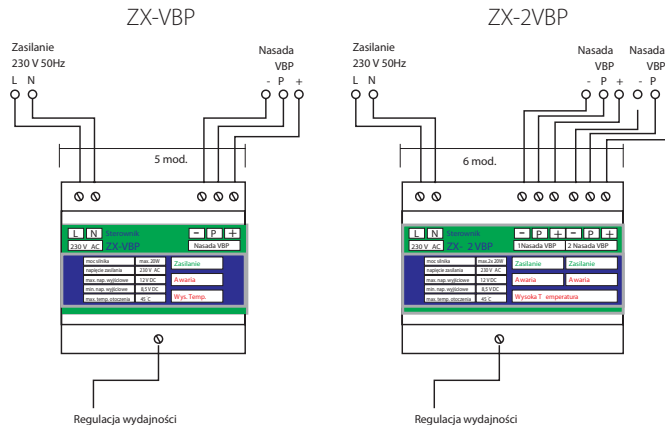 ZX-VBP
Zasilanie
230 V 50Hz
L N
Nasada
VBP
- P +
5 mod.
L N Sterownik - P +
230 V AC ZX-VBP Nasada VBP
moc silnika max. 20W Zasilanie
napięcie zasilania 230 V AC
max. nap. wyjściowe 12 V DC Awaria
min. nap. wyjściowe 8,5 V DC
max. temp. otoczenia 45 C Wys. Temp.
Regulacja wydajności
ZX-2VBP
Zasilanie
230 V 50Hz
L N
Nasada Nasada
VBP VBP
- P + - P
6 mod.
L N Sterownik - P + - P +
230 V AC ZX- 2VBP 1Nasada VBP 2 Nasada VBP
moc silnika max.2x 20W Zasilanie Zasilanie
napięcie zasilania 230 V AC
max. nap. wyjściowe 12 V DC Awaria Awaria
min. nap. wyjściowe 8,5 V DC
max. temp. otoczenia 45 C Wysoka T emperatura
Regulacja wydajności